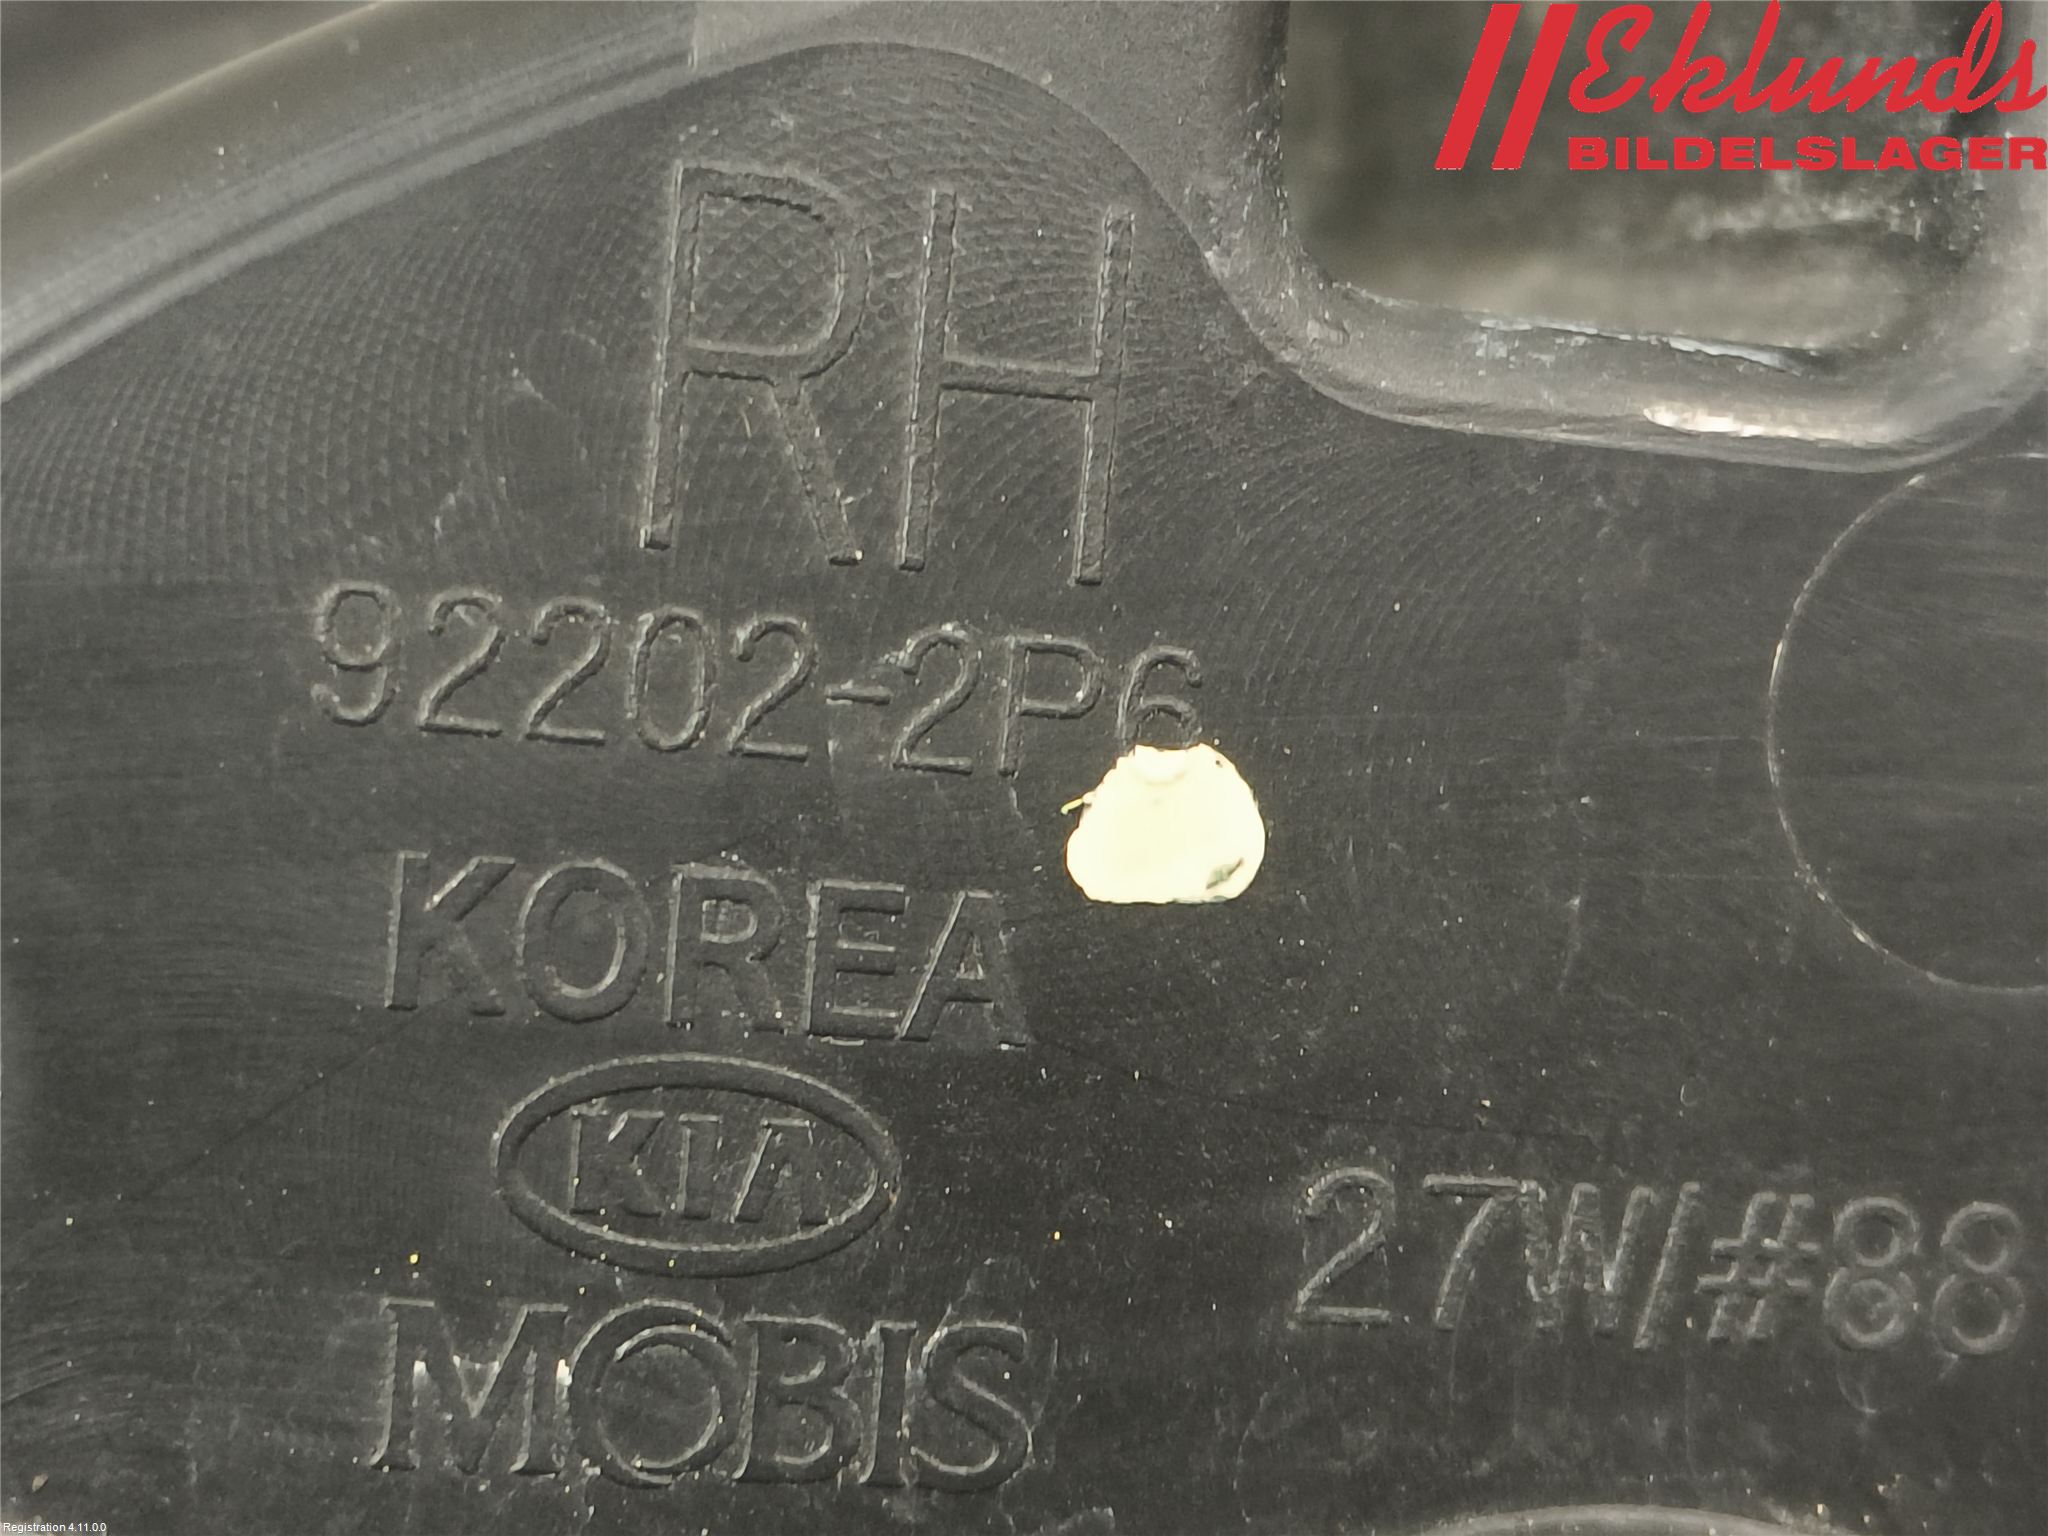 Eklunds
BILDELSLAGER
RH
92202-2P6
KOREA
KIA
MOBIS
27W/#88
Registration 4.11.0.0